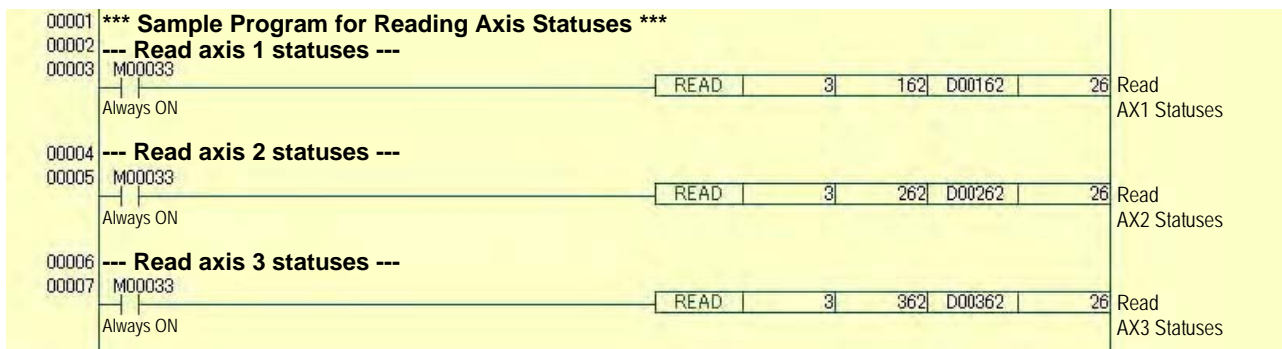 00001 *** Sample Program for Reading Axis Statuses ***
00002 --- Read axis 1 statuses ---
00003 M00033
READ 3 162 D00162 26 Read
Always ON AX1 Statuses
00004 --- Read axis 2 statuses ---
00005 M00033
READ 3 262 D00262 26 Read
Always ON AX2 Statuses
00006 --- Read axis 3 statuses ---
00007 M00033
READ 3 362 D00362 26 Read
Always ON AX3 Statuses